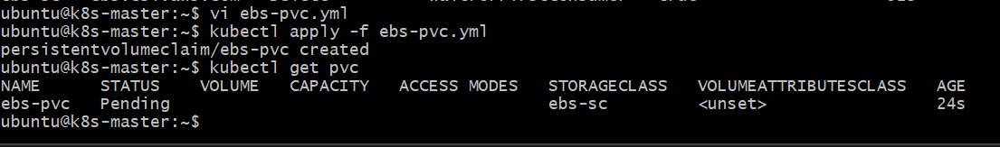 ubuntu@k8s-master:~$ vi ebs-pvc.yml
ubuntu@k8s-master:~$ kubectl apply -f ebs-pvc.yml
persistentvolumeclaim/ebs-pvc created
ubuntu@k8s-master:~$ kubectl get pvc
NAME STATUS VOLUME CAPACITY ACCESS MODES STORAGECLASS VOLUMEATTRIBUTESCLASS AGE
ebs-pvc Pending ebs-sc <unset> 24s
ubuntu@k8s-master:~$